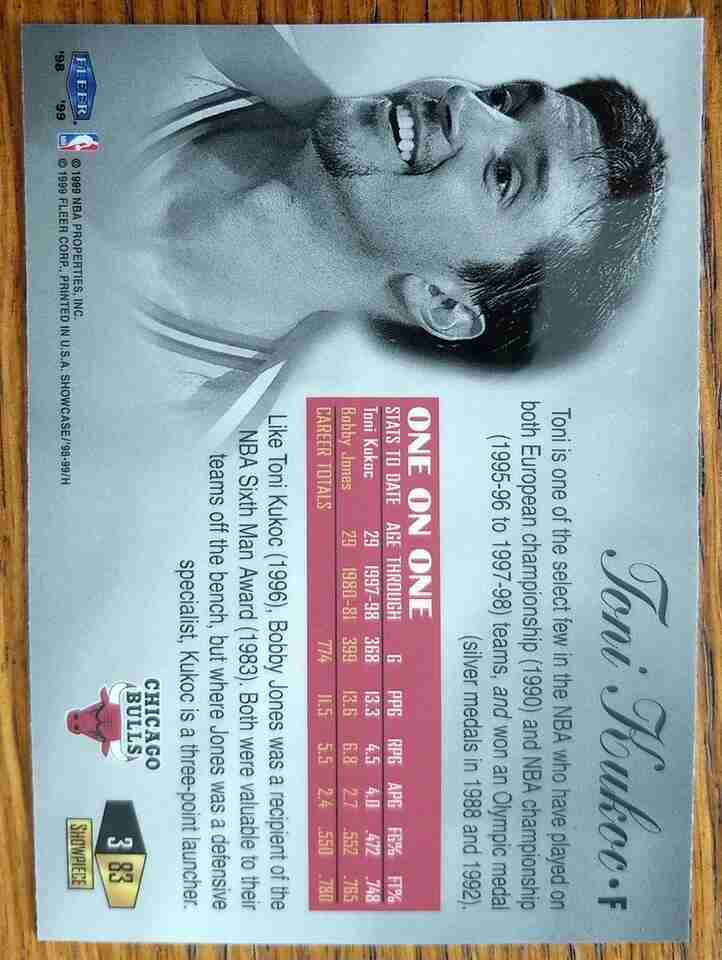 Toni Kukoc • F
Toni is one of the select few in the NBA who have played on
both European championship (1990) and NBA championship
(1995-96 to 1997-98) teams, and won an Olympic medal
(silver medals in 1988 and 1992).
ONE ON ONE
STATS TO DATE AGE THROUGH G PPG RPG APG FG% FT%
Toni Kukoc 29 1997-98 368 13.3 4.5 4.0 .472 .748
Bobby Jones 29 1980-81 399 13.6 6.8 2.7 .552 .765
CAREER TOTALS 774 11.5 5.5 2.4 .550 .780
Like Toni Kukoc (1996), Bobby Jones was a recipient of the
NBA Sixth Man Award (1983). Both were valuable to their
teams off the bench, but where Jones was a defensive
specialist, Kukoc is a three-point launcher.
CHICAGO
BULLS
3 83
SHOWPIECE
FLEER
'98 '99
NBA
© 1999 NBA PROPERTIES, INC.
© 1999 FLEER CORP., PRINTED IN U.S.A. SHOWCASE/'98-99/H